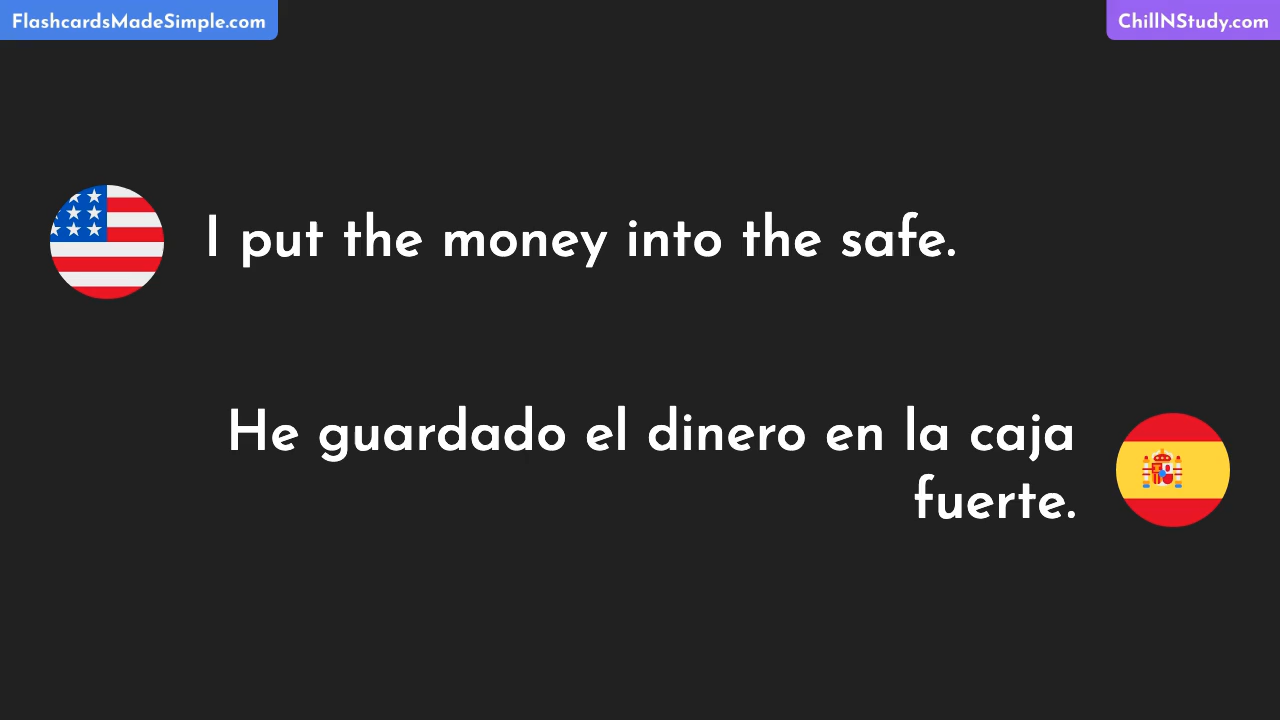 FlashcardsMadeSimple.com
ChillNStudy.com
I put the money into the safe.
He guardado el dinero en la caja
fuerte.